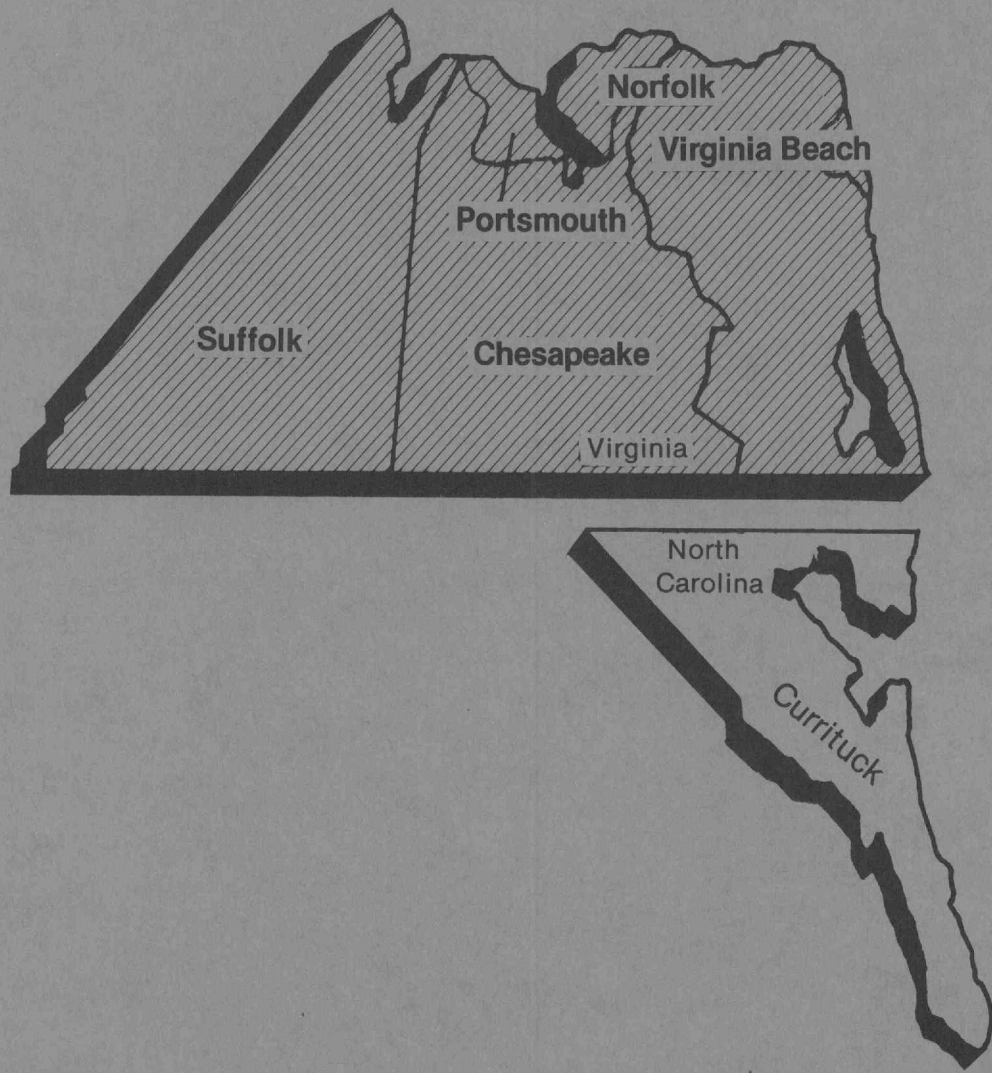 Norfolk
Virginia Beach
Portsmouth
Suffolk
Chesapeake
Virginia
North
Carolina
Currituck